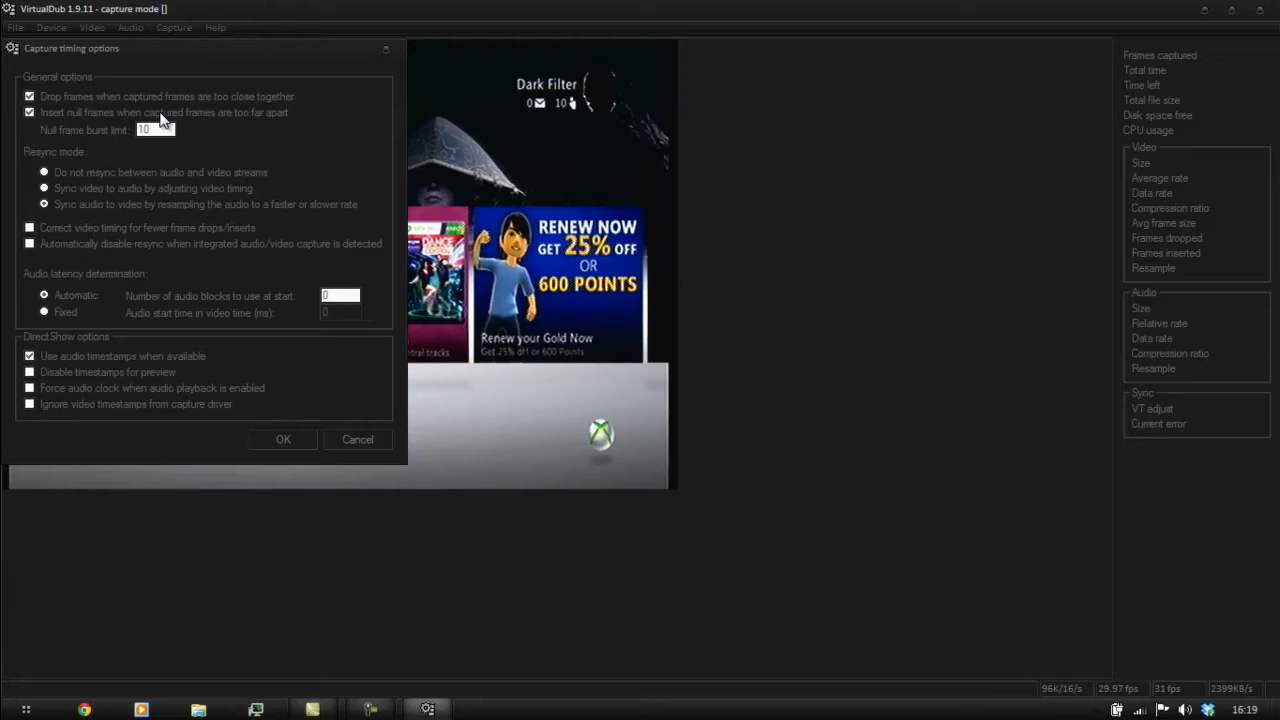 VirtualDub 1.9.11 - capture mode []
File Device Video Audio Capture Help
Capture timing options
General options
Drop frames when captured frames are too close together
Insert null frames when captured frames are too far apart
Null frame burst limit: 10
Resync mode:
Do not resync between audio and video streams
Sync video to audio by adjusting video timing
Sync audio to video by resampling the audio to a faster or slower rate
Correct video timing for fewer frame drops/inserts
Automatically disable resync when integrated audio/video capture is detected
Audio latency determination:
Automatic Number of audio blocks to use at start: 0
Fixed Audio start time in video time (ms): 0
DirectShow options
Use audio timestamps when available
Disable timestamps for preview
Force audio clock when audio playback is enabled
Ignore video timestamps from capture driver
OK Cancel
Dark Filter
0 10
DANCE CENTRAL
ntral tracks
RENEW NOW
GET 25% OFF
OR
600 POINTS
Renew your Gold Now
Get 25% off or 600 Points
Frames captured
Total time
Time left
Total file size
Disk space free
CPU usage
Video
Size
Average rate
Data rate
Compression ratio
Avg frame size
Frames dropped
Frames inserted
Resample
Audio
Size
Relative rate
Data rate
Compression ratio
Resample
Sync
VT adjust
Current error
96K/16/s 29.97 fps 31 fps 2399KB/s
16:19